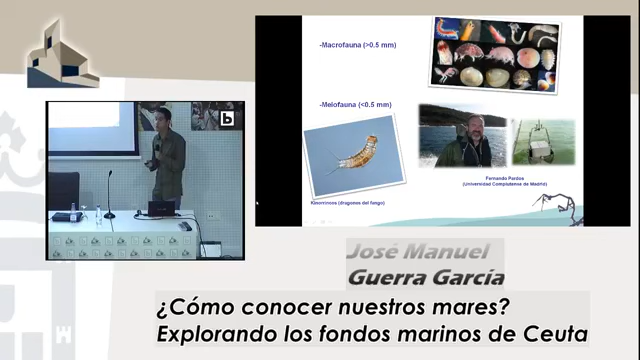 -Macrofauna (>0.5 mm)
-Meiofauna (<0.5 mm)
b
Fernando Pardos
(Universidad Complutense de Madrid)
Kinorrincos (dragones del fango)
José Manuel
Guerra García
¿Cómo conocer nuestros mares?
Explorando los fondos marinos de Ceuta